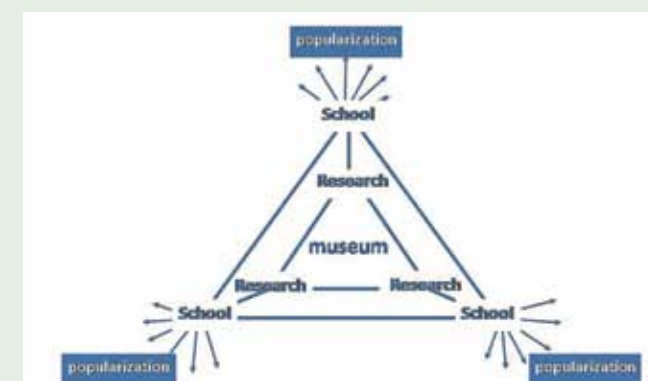 popularization
School
Research
museum
Research Research
School School
popularization popularization